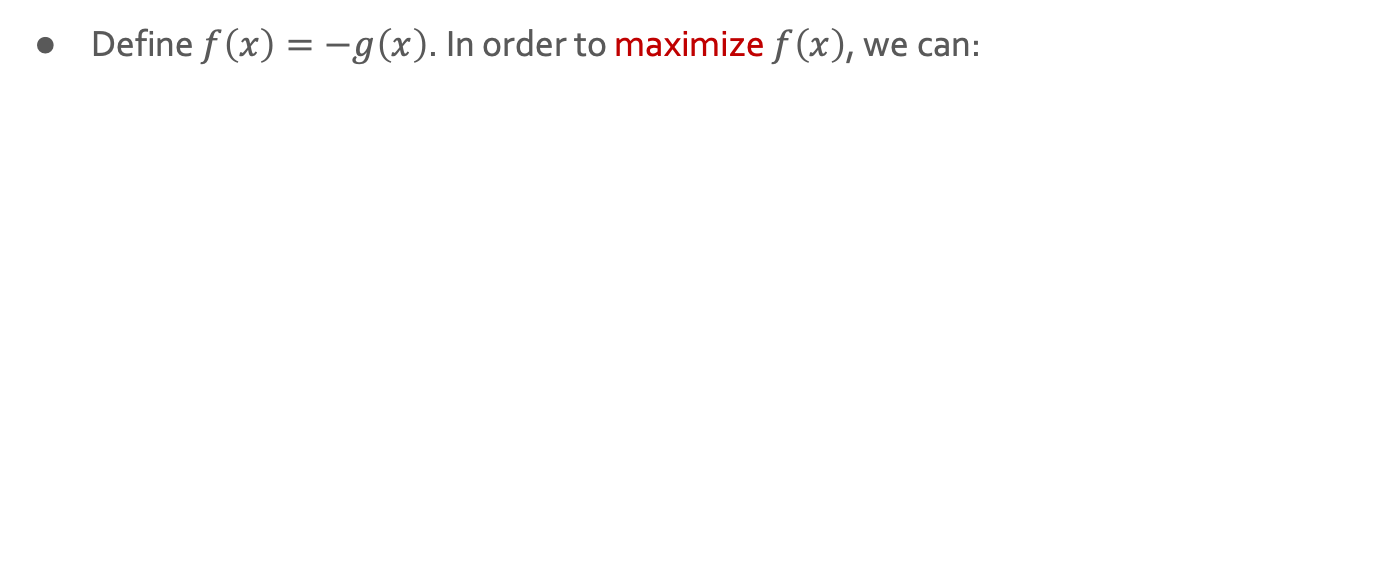 ● Define 𝑓(𝑥) = −𝑔(𝑥). In order to maximize 𝑓(𝑥), we can: